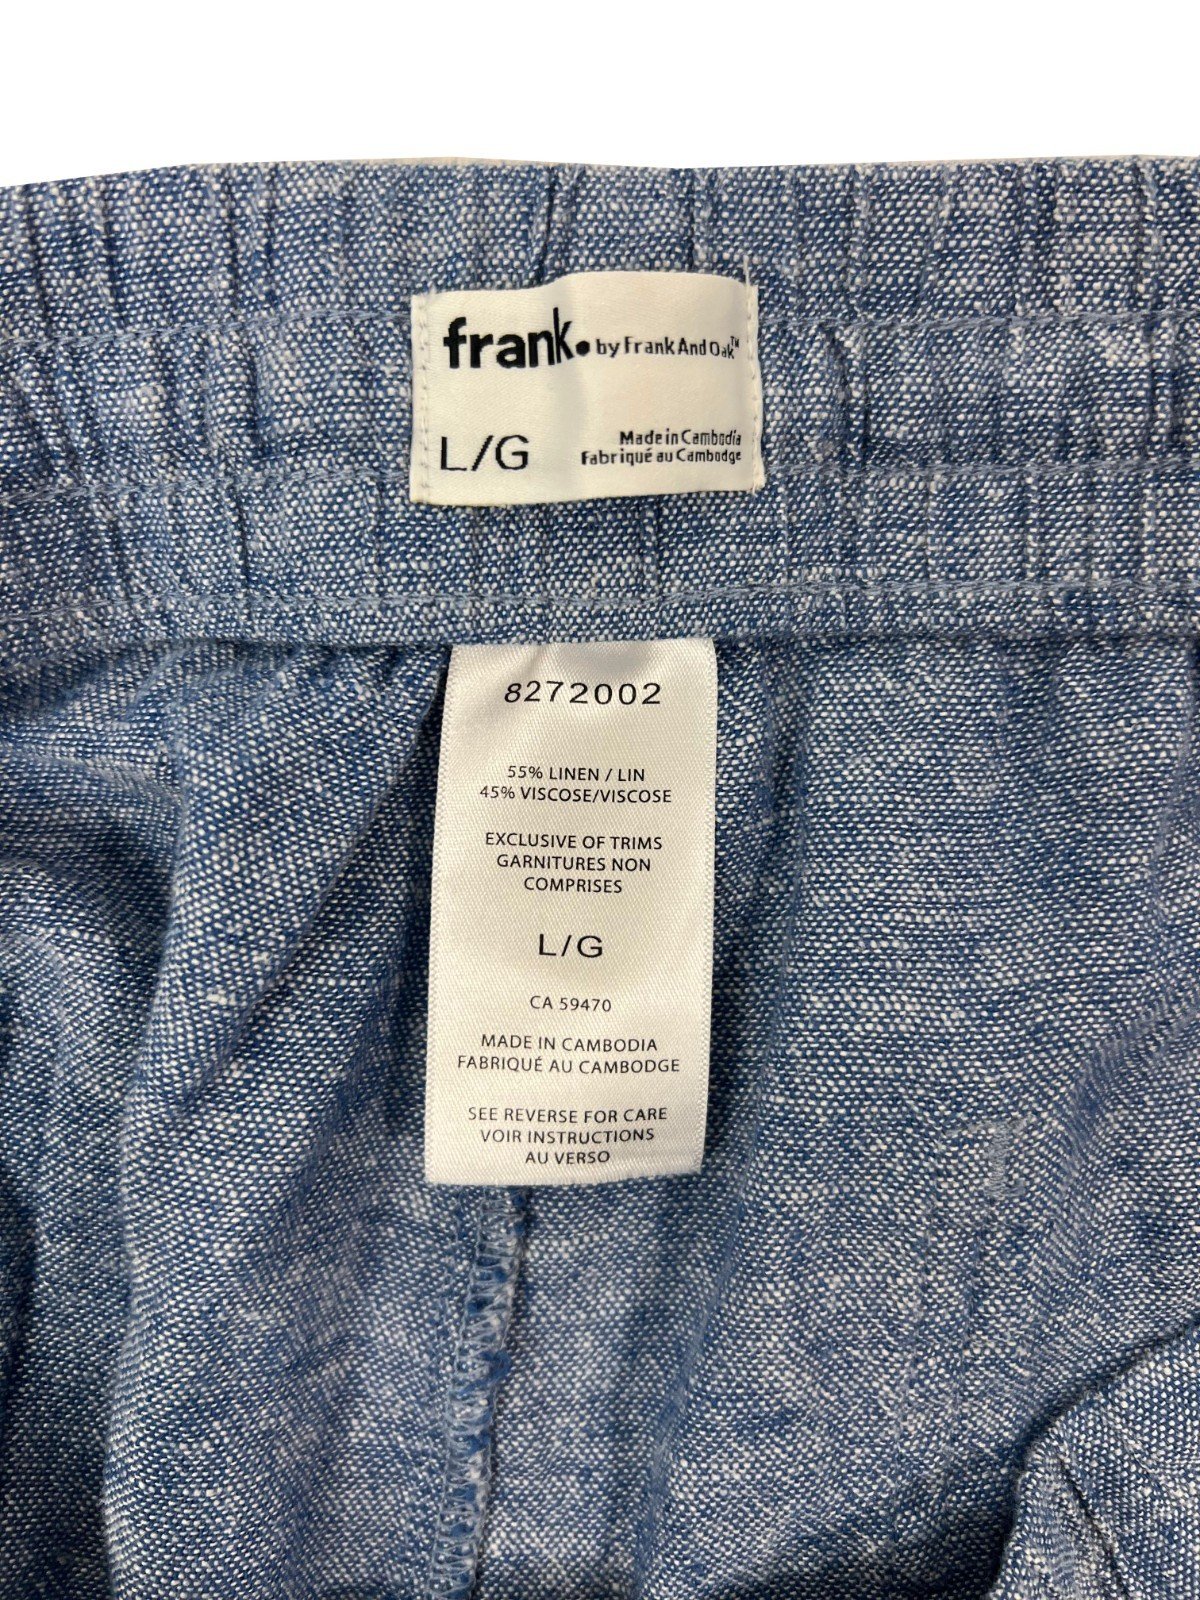 frank. by Frank And Oak™
L/G
Made in Cambodia
Fabriqué au Cambodge
8272002
55% LINEN / LIN
45% VISCOSE/VISCOSE
EXCLUSIVE OF TRIMS
GARNITURES NON
COMPRISES
L/G
CA 59470
MADE IN CAMBODIA
FABRIQUÉ AU CAMBODGE
SEE REVERSE FOR CARE
VOIR INSTRUCTIONS
AU VERSO